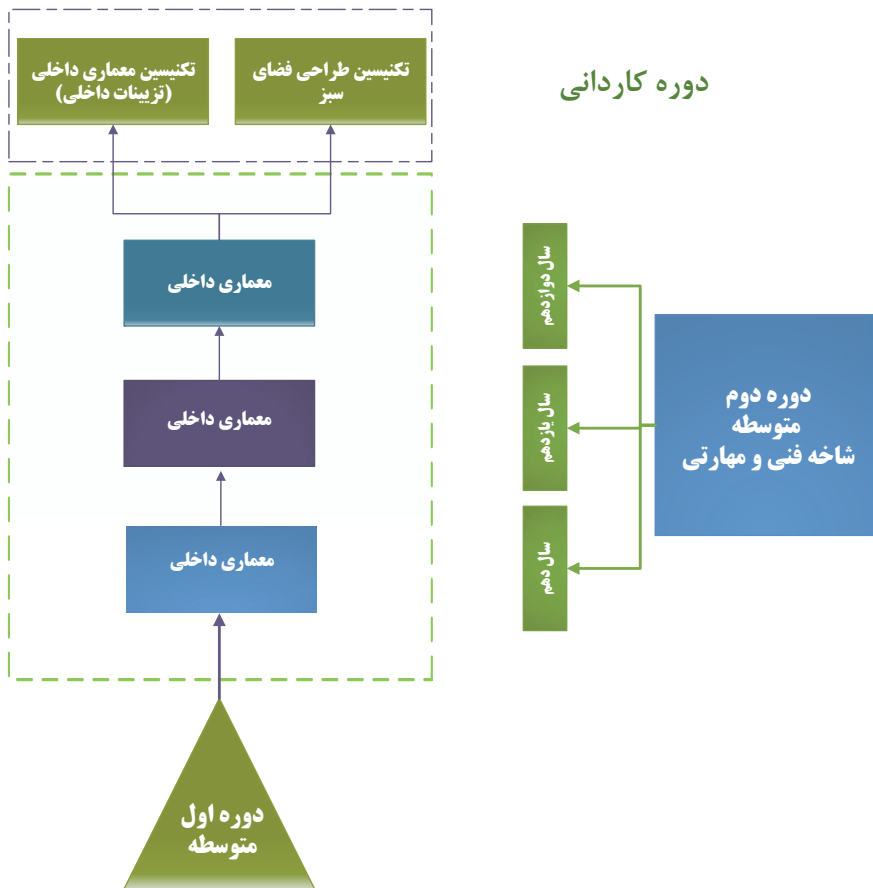 تکنیسین طراحی فضای
سبز
تکنیسین معماری داخلی
(تزیینات داخلی)
دوره کاردانی
معماری داخلی
سال دوازدهم
معماری داخلی
سال یازدهم
دوره دوم
متوسطه
شاخه فنی و مهارتی
معماری داخلی
سال دهم
دوره اول
متوسطه